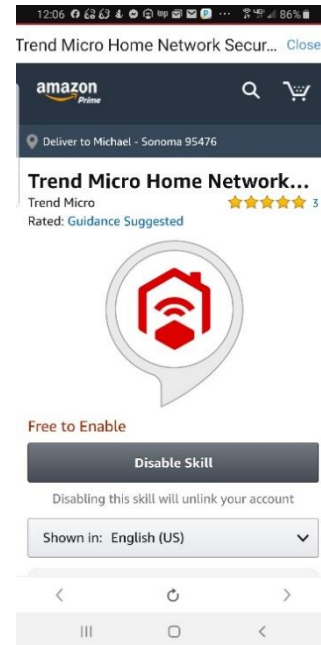 12:06
86%
Trend Micro Home Network Secur... Close
amazon
Prime
Deliver to Michael - Sonoma 95476
Trend Micro Home Network...
Trend Micro
3
Rated: Guidance Suggested
Free to Enable
Disable Skill
Disabling this skill will unlink your account
Shown in: English (US)